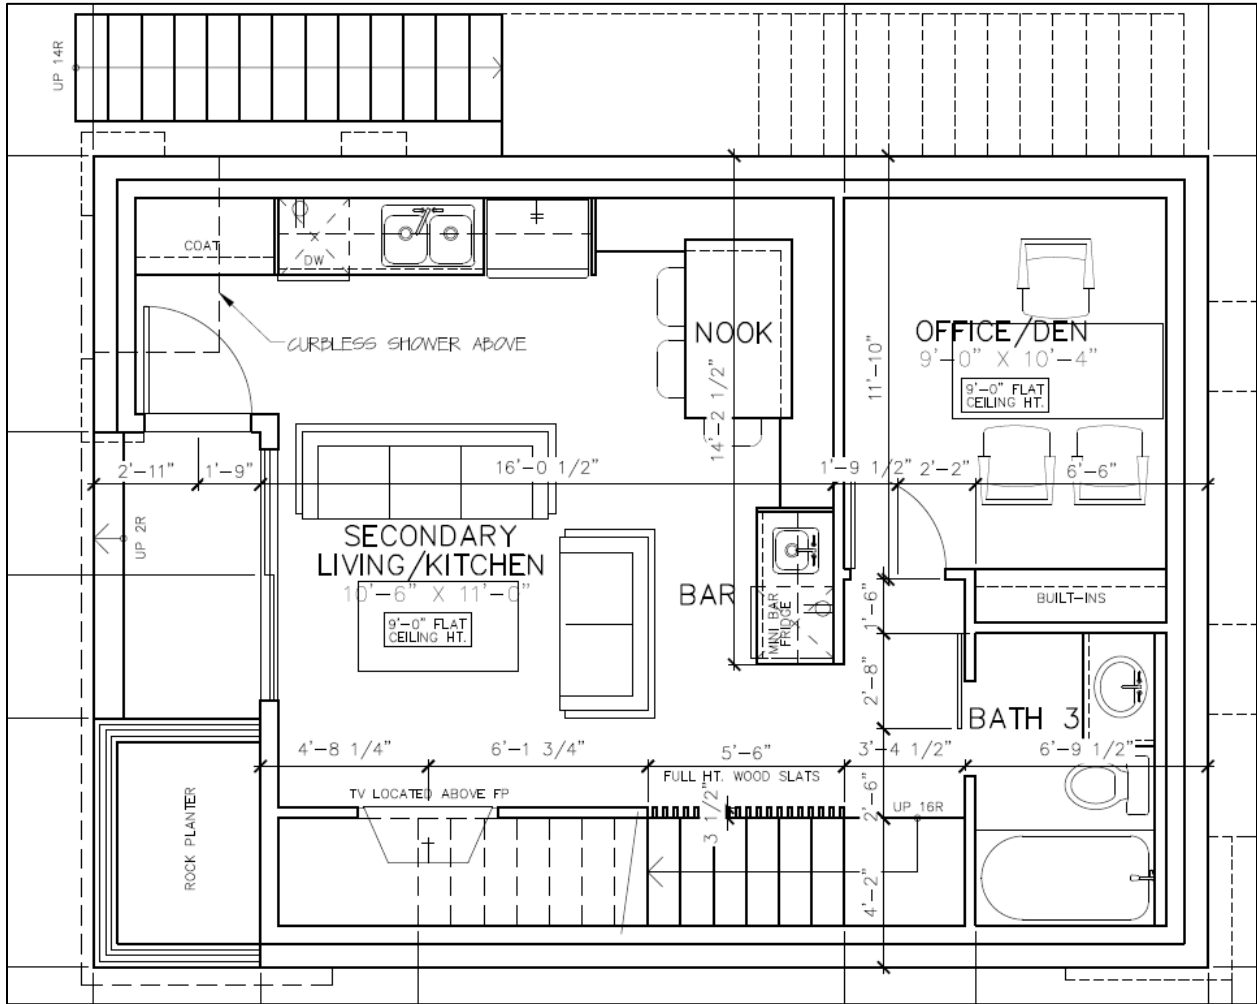 UP 14R
COAT
DW
CURBLESS SHOWER ABOVE
NOOK
OFFICE/DEN
9'-0" X 10'-4"
9'-0" FLAT
CEILING HT.
11'-10"
14'-2 1/2"
2'-11"
1'-9"
16'-0 1/2"
1'-9 1/2"
2'-2"
6'-6"
UP 2R
SECONDARY
LIVING/KITCHEN
10'-6" X 11'-0"
9'-0" FLAT
CEILING HT.
BAR
MINI BAR
FRIDGE
1'-6"
BUILT-INS
2'-8"
BATH 3
4'-8 1/4"
6'-1 3/4"
5'-6"
3'-4 1/2"
6'-9 1/2"
FULL HT. WOOD SLATS
TV LOCATED ABOVE FP
3 1/2"
2'-6"
UP 16R
ROCK PLANTER
4'-2"